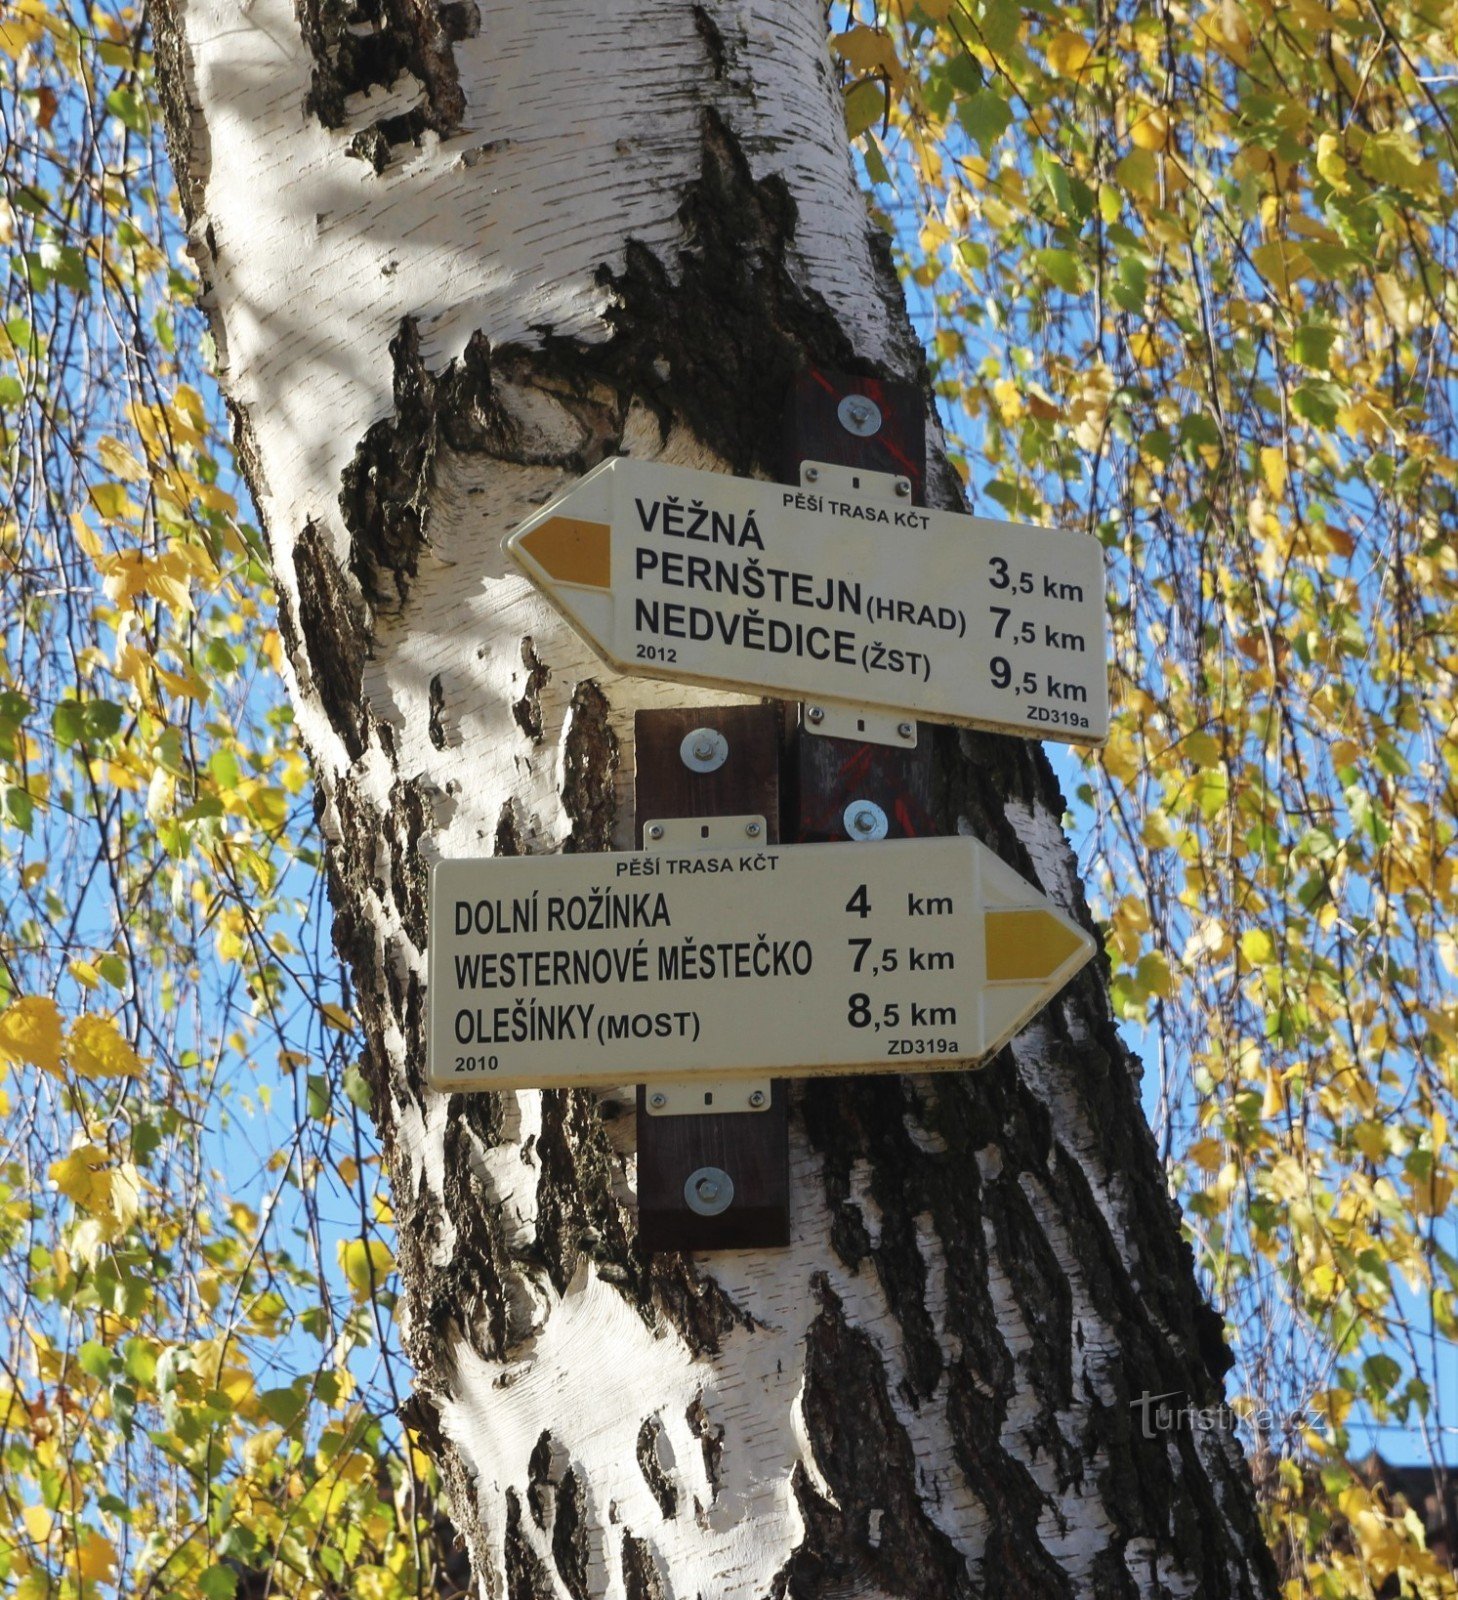 PĚŠÍ TRASA KČT
VĚŽNÁ 3,5 km
PERNŠTEJN (HRAD) 7,5 km
NEDVĚDICE (ŽST) 9,5 km
2012 ZD319a
PĚŠÍ TRASA KČT
DOLNÍ ROŽÍNKA 4 km
WESTERNOVÉ MĚSTEČKO 7,5 km
OLEŠÍNKY (MOST) 8,5 km
2010 ZD319a
Turistika.cz